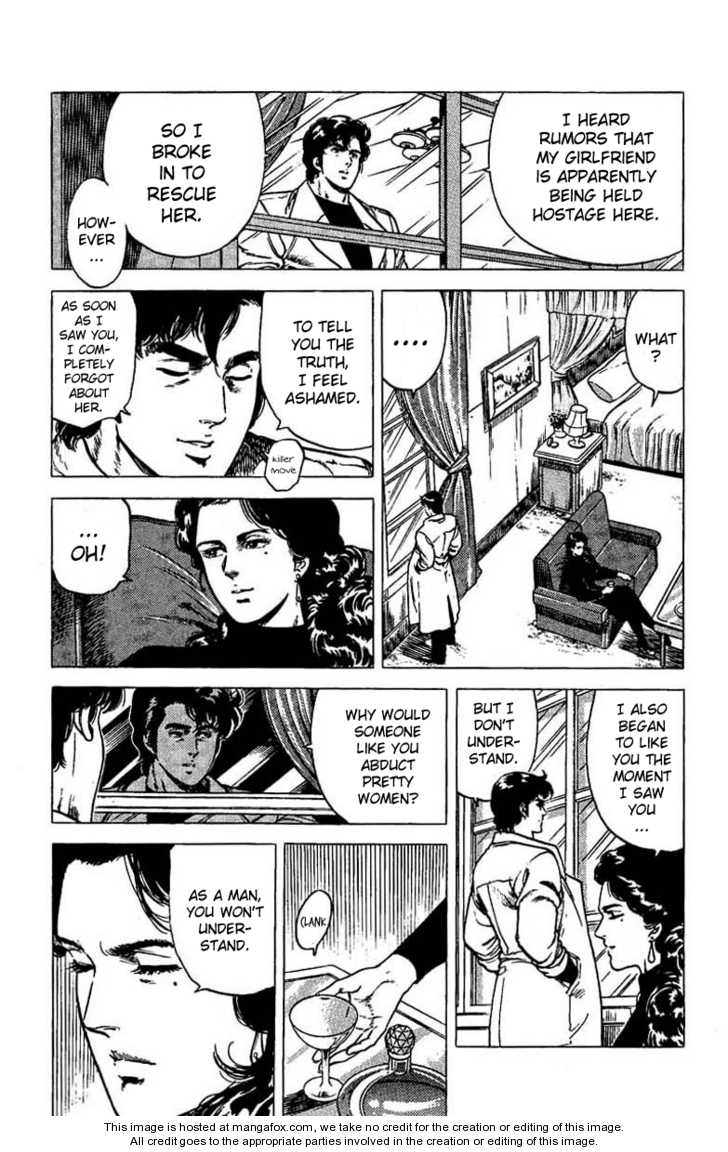 I HEARD
RUMORS THAT
MY GIRLFRIEND
IS APPARENTLY
BEING HELD
HOSTAGE HERE.
SO I
BROKE
IN TO
RESCUE
HER.
HOW-
EVER
...
WHAT
?
....
TO TELL
YOU THE
TRUTH,
I FEEL
ASHAMED.
AS SOON
AS I
SAW YOU,
I COM-
PLETELY
FORGOT
ABOUT
HER.
killer
move
...
OH!
I ALSO
BEGAN
TO LIKE
YOU THE
MOMENT
I SAW
YOU
...
BUT I
DON'T
UNDER-
STAND.
WHY WOULD
SOMEONE
LIKE YOU
ABDUCT
PRETTY
WOMEN?
CLANK
AS A MAN,
YOU WON'T
UNDER-
STAND.
This image is hosted at mangafox.com, we take no credit for the creation or editing of this image.
All credit goes to the appropriate parties involved in the creation or editing of this image.